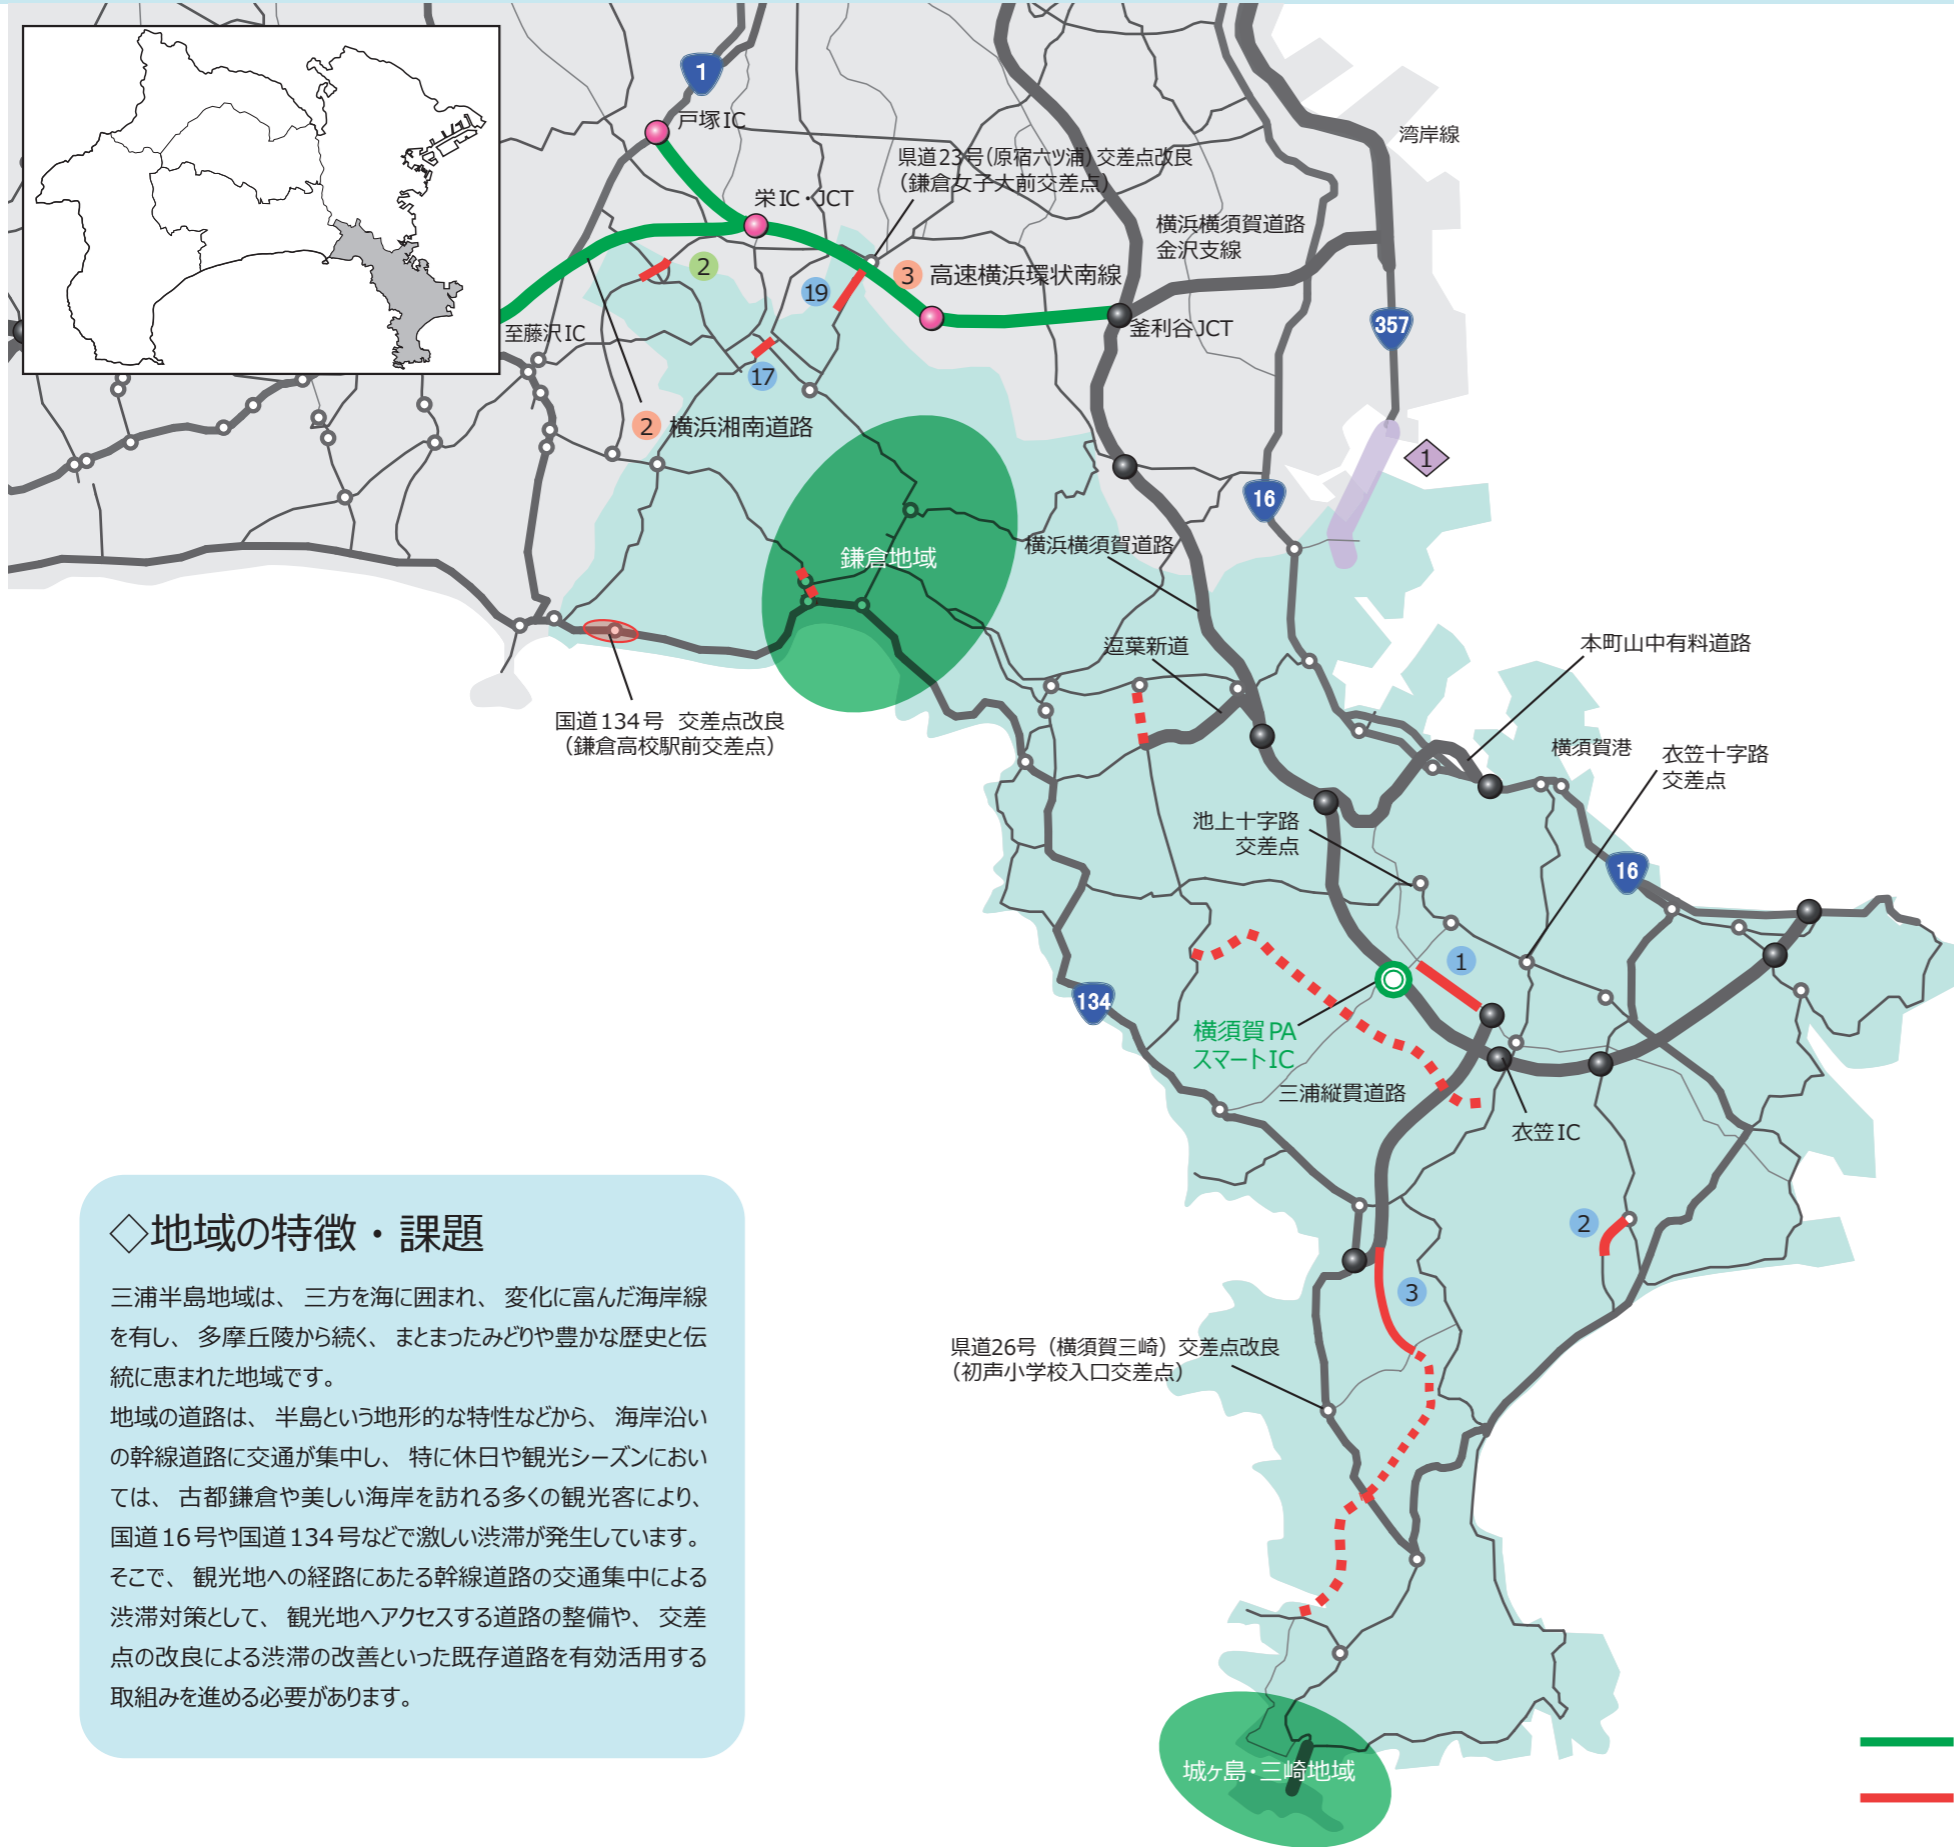 1
戸塚IC
湾岸線
県道23号(原宿六ツ浦)交差点改良
(鎌倉女子大前交差点)
栄IC・JCT
横浜横須賀道路
金沢支線
2
19
3 高速横浜環状南線
至藤沢IC
釜利谷JCT
357
17
2 横浜湘南道路
1
16
鎌倉地域
横浜横須賀道路
逗葉新道
本町山中有料道路
国道134号 交差点改良
(鎌倉高校駅前交差点)
横須賀港
衣笠十字路
交差点
池上十字路
交差点
16
1
134
横須賀PA
スマートIC
三浦縦貫道路
衣笠IC
2
3
県道26号(横須賀三崎)交差点改良
(初声小学校入口交差点)
城ヶ島・三崎地域
◇地域の特徴・課題
三浦半島地域は、三方を海に囲まれ、変化に富んだ海岸線
を有し、多摩丘陵から続く、まとまったみどりや豊かな歴史と伝
統に恵まれた地域です。
地域の道路は、半島という地形的な特性などから、海岸沿い
の幹線道路に交通が集中し、特に休日や観光シーズンにおい
ては、古都鎌倉や美しい海岸を訪れる多くの観光客により、
国道16号や国道134号などで激しい渋滞が発生しています。
そこで、観光地への経路にあたる幹線道路の交通集中による
渋滞対策として、観光地へアクセスする道路の整備や、交差
点の改良による渋滞の改善といった既存道路を有効活用する
取組みを進める必要があります。